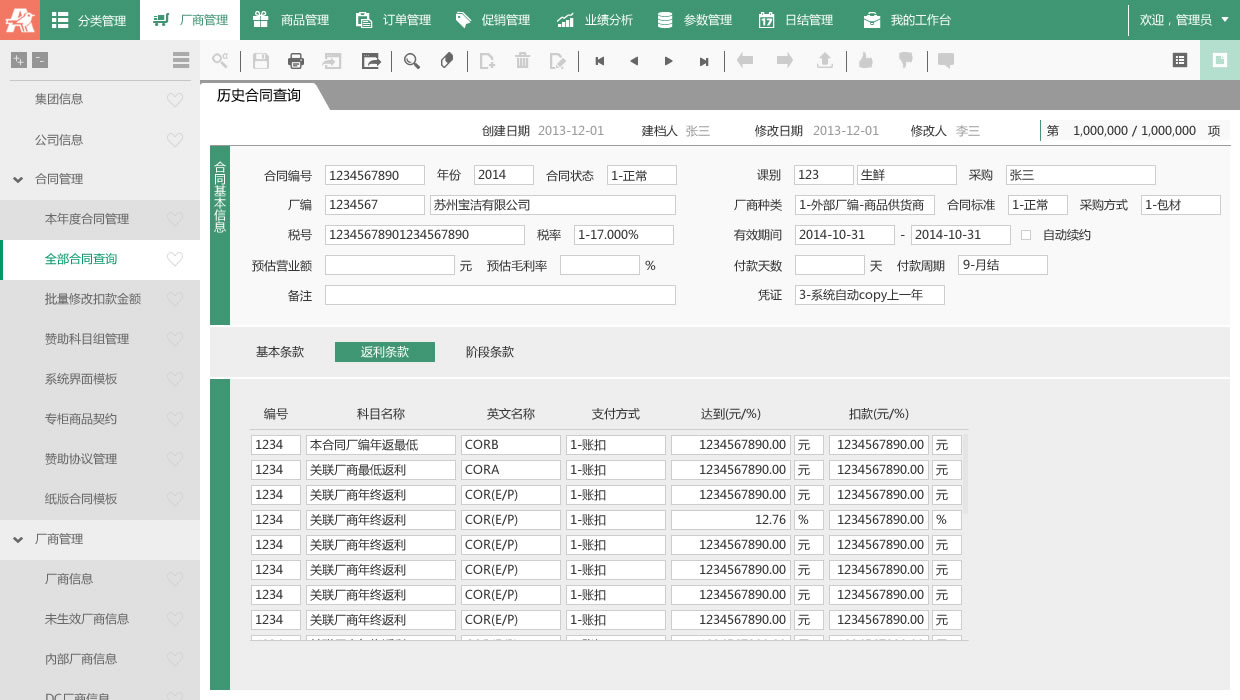 分类管理 厂商管理 商品管理 订单管理 促销管理 业绩分析 参数管理 日结管理 我的工作台 欢迎，管理员
集团信息
公司信息
合同管理
本年度合同管理
全部合同查询
批量修改扣款金额
赞助科目组管理
系统界面模板
专柜商品契约
赞助协议管理
纸版合同模板
厂商管理
厂商信息
未生效厂商信息
内部厂商信息
DC厂商信息
历史合同查询
创建日期 2013-12-01 建档人 张三 修改日期 2013-12-01 修改人 李三 第 1,000,000 / 1,000,000 项
合同基本信息
合同编号 1234567890 年份 2014 合同状态 1-正常 课别 123 生鲜 采购 张三
厂编 1234567 苏州宝洁有限公司 厂商种类 1-外部厂编-商品供货商 合同标准 1-正常 采购方式 1-包材
税号 12345678901234567890 税率 1-17.000% 有效期间 2014-10-31 - 2014-10-31 自动续约
预估营业额 元 预估毛利率 % 付款天数 天 付款周期 9-月结
备注 凭证 3-系统自动copy上一年
基本条款 返利条款 阶段条款
编号 科目名称 英文名称 支付方式 达到(元/%) 扣款(元/%)
1234 本合同厂编年返最低 CORB 1-账扣 1234567890.00 元 1234567890.00 元
1234 关联厂商最低返利 CORA 1-账扣 1234567890.00 元 1234567890.00 元
1234 关联厂商年终返利 COR(E/P) 1-账扣 1234567890.00 元 1234567890.00 元
1234 关联厂商年终返利 COR(E/P) 1-账扣 12.76 % 1234567890.00 %
1234 关联厂商年终返利 COR(E/P) 1-账扣 1234567890.00 元 1234567890.00 元
1234 关联厂商年终返利 COR(E/P) 1-账扣 1234567890.00 元 1234567890.00 元
1234 关联厂商年终返利 COR(E/P) 1-账扣 1234567890.00 元 1234567890.00 元
1234 关联厂商年终返利 COR(E/P) 1-账扣 1234567890.00 元 1234567890.00 元